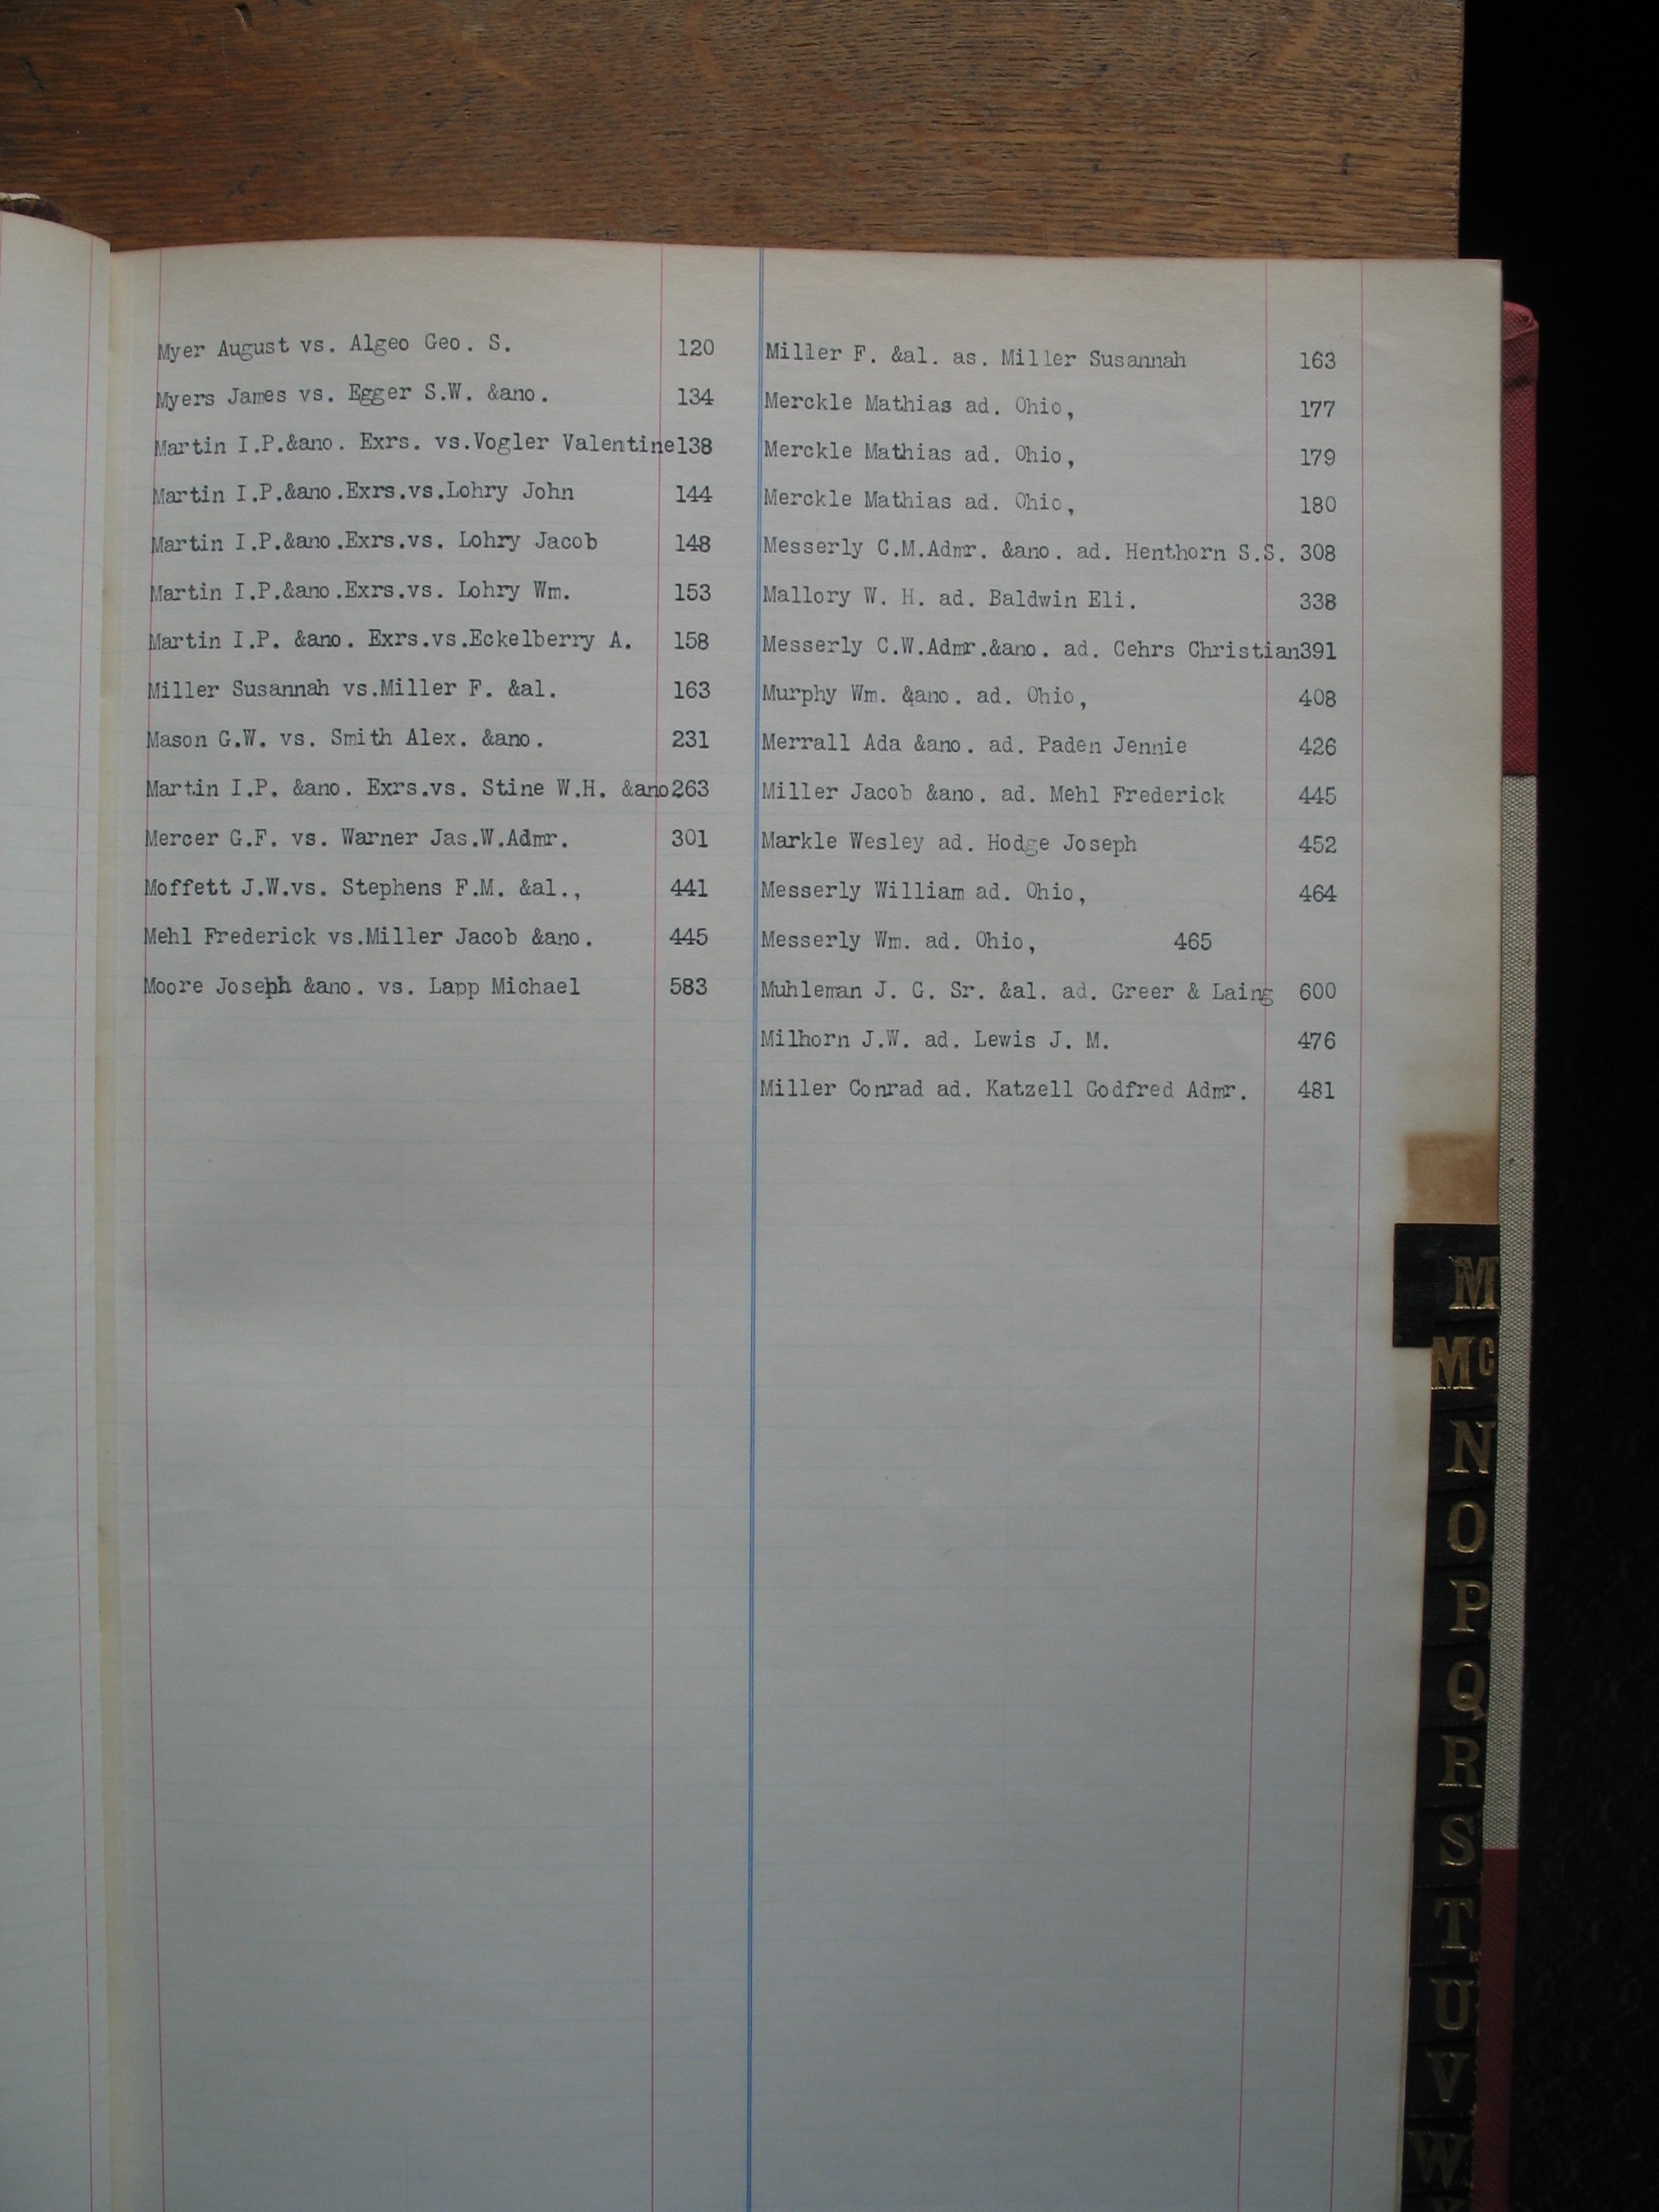 Myer August vs. Algeo Geo. S. 120
Myers James vs. Egger S.W. &ano. 134
Martin I.P.&ano. Exrs. vs.Vogler Valentine138
Martin I.P.&ano.Exrs.vs.Lohry John 144
Martin I.P.&ano.Exrs.vs. Lohry Jacob 148
Martin I.P.&ano.Exrs.vs. Lohry Wm. 153
Martin I.P. &ano. Exrs.vs.Eckelberry A. 158
Miller Susannah vs.Miller F. &al. 163
Mason G.W. vs. Smith Alex. &ano. 231
Martin I.P. &ano. Exrs.vs. Stine W.H. &ano263
Mercer G.F. vs. Warner Jas.W.Admr. 301
Moffett J.W.vs. Stephens F.M. &al., 441
Mehl Frederick vs.Miller Jacob &ano. 445
Moore Joseph &ano. vs. Lapp Michael 583
Miller F. &al. as. Miller Susannah 163
Merckle Mathias ad. Ohio, 177
Merckle Mathias ad. Ohio, 179
Merckle Mathias ad. Ohio, 180
Messerly C.M.Admr. &ano. ad. Henthorn S.S. 308
Mallory W. H. ad. Baldwin Eli. 338
Messerly C.W.Admr.&ano. ad. Cehrs Christian391
Murphy Wm. &ano. ad. Ohio, 408
Merrall Ada &ano. ad. Paden Jennie 426
Miller Jacob &ano. ad. Mehl Frederick 445
Markle Wesley ad. Hodge Joseph 452
Messerly William ad. Ohio, 464
Messerly Wm. ad. Ohio, 465
Muhleman J. G. Sr. &al. ad. Greer & Laing 600
Milhorn J.W. ad. Lewis J. M. 476
Miller Conrad ad. Katzell Godfred Admr. 481
M
Mc
N
O
P
Q
R
S
T
U
V
W